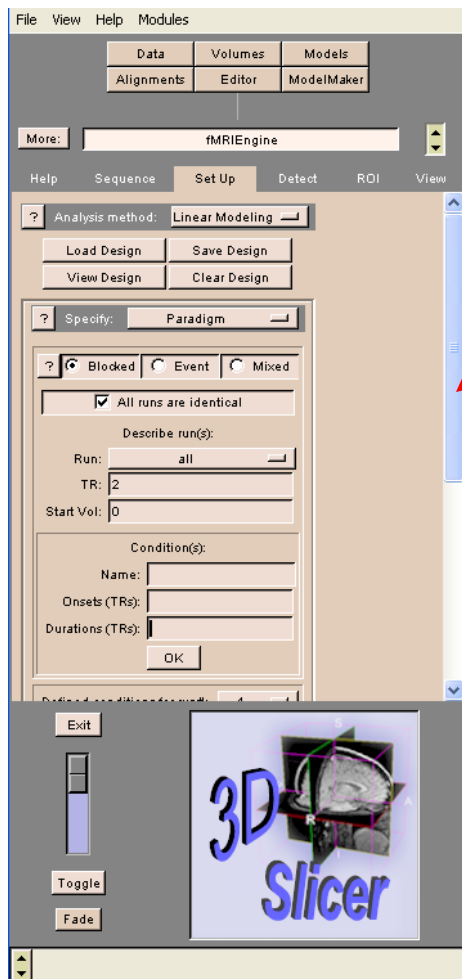 File View Help Modules
Data Volumes Models
Alignments Editor ModelMaker
More: fMRIEngine
Help Sequence Set Up Detect ROI View
? Analysis method: Linear Modeling
Load Design Save Design
View Design Clear Design
? Specify: Paradigm
? Blocked Event Mixed
All runs are identical
Describe run(s):
Run: all
TR: 2
Start Vol: 0
Condition(s):
Name:
Onsets (TRs):
Durations (TRs):
OK
Exit
Toggle
Fade
3D
Slicer
S
A
R
I